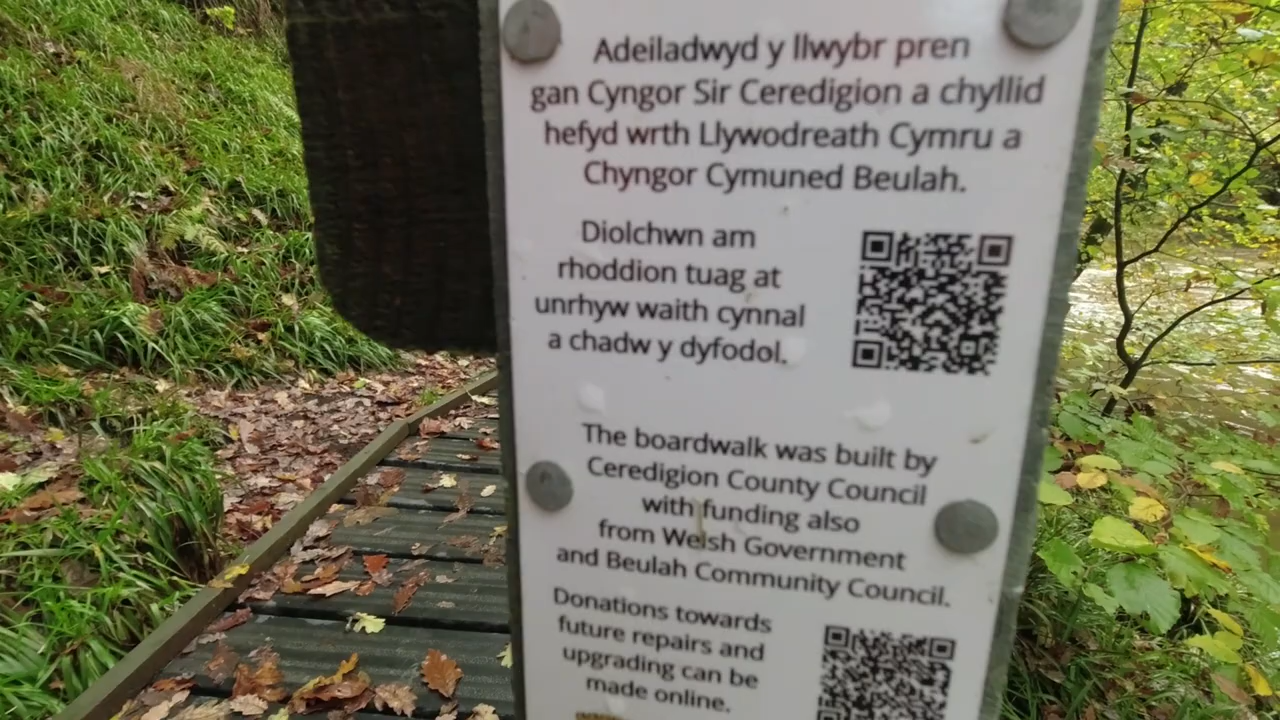 Adeiladwyd y llwybr pren
gan Cyngor Sir Ceredigion a chyllid
hefyd wrth Llywodreath Cymru a
Chyngor Cymuned Beulah.
Diolchwn am
rhoddion tuag at
unrhyw waith cynnal
a chadw y dyfodol.
The boardwalk was built by
Ceredigion County Council
with funding also
from Welsh Government
and Beulah Community Council.
Donations towards
future repairs and
upgrading can be
made online.